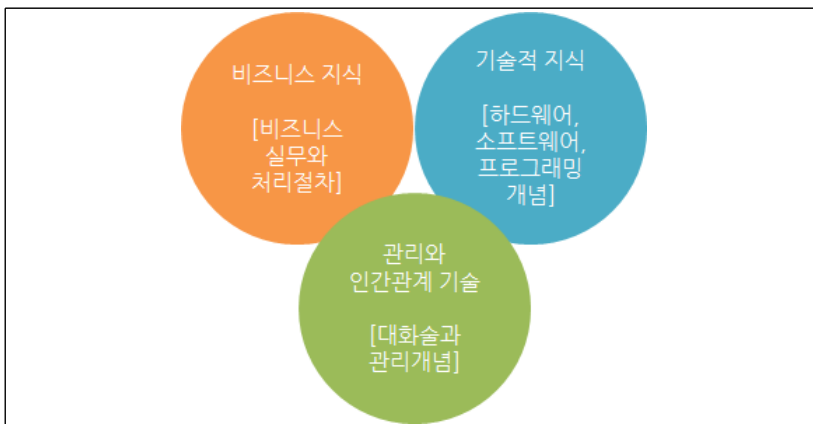 비즈니스 지식
[비즈니스
실무와
처리절차]
기술적 지식
[하드웨어,
소프트웨어,
프로그래밍
개념]
관리와
인간관계 기술
[대화술과
관리개념]